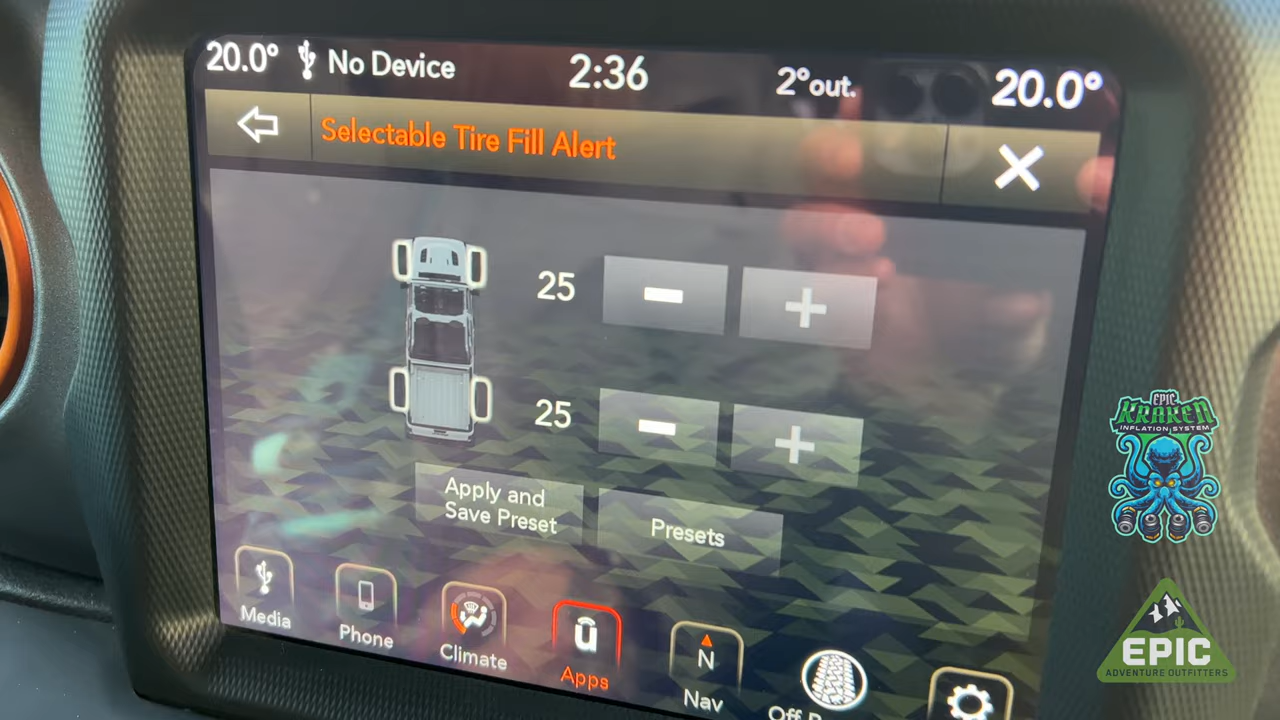 20.0° No Device 2:36 2°out. 20.0°
Selectable Tire Fill Alert
25
25
Apply and
Save Preset
Presets
Media
Phone
Climate
Apps
N
Nav
Off
EPIC
KRAKEN
INFLATION SYSTEM
EPIC
ADVENTURE OUTFITTERS